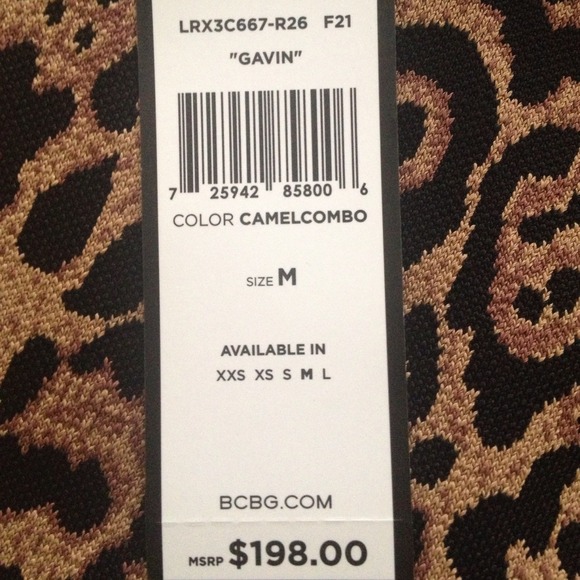 LRX3C667-R26 F21
"GAVIN"
7 25942 85800 6
COLOR CAMELCOMBO
SIZE M
AVAILABLE IN
XXS XS S M L
BCBG.COM
MSRP $198.00